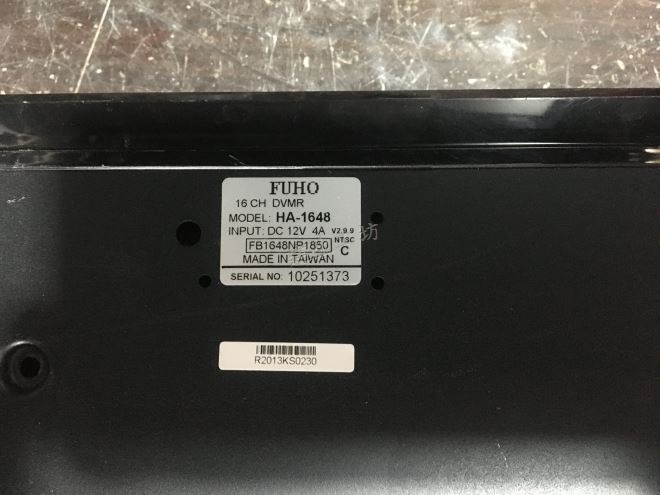 FUHO
16 CH DVMR
MODEL: HA-1648
INPUT: DC 12V 4A V2.9.9
NTSC
FB1648NP1850 C
MADE IN TAIWAN
SERIAL NO: 10251373
R2013KS0230